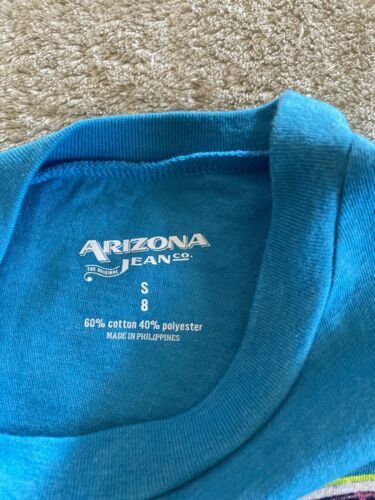 ARIZONA
THE ORIGINAL JEAN CO.
S
8
60% cotton 40% polyester
MADE IN PHILIPPINES